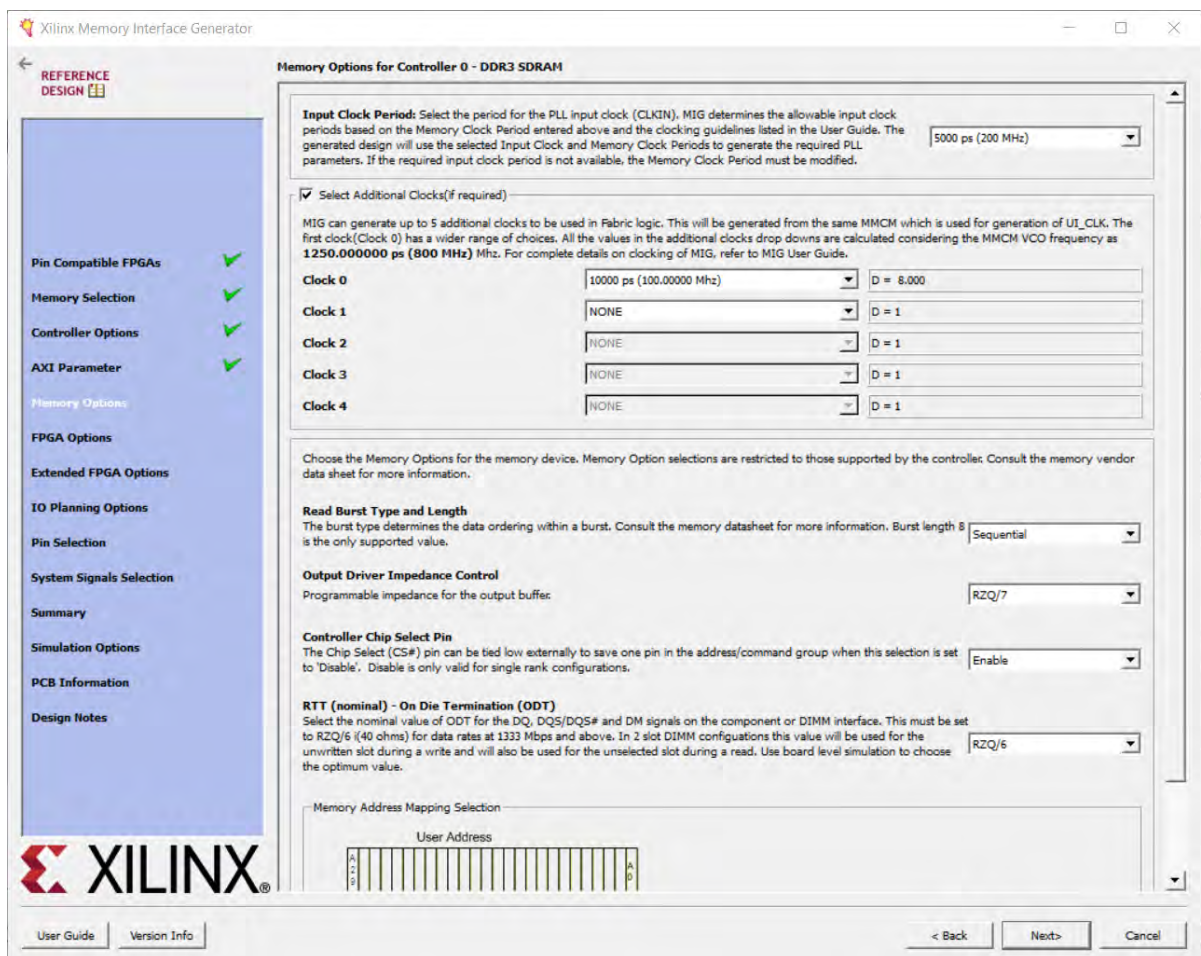 Xilinx Memory Interface Generator
REFERENCE
DESIGN
Pin Compatible FPGAs
Memory Selection
Controller Options
AXI Parameter
Memory Options
FPGA Options
Extended FPGA Options
IO Planning Options
Pin Selection
System Signals Selection
Summary
Simulation Options
PCB Information
Design Notes
XILINX®
Memory Options for Controller 0 - DDR3 SDRAM
Input Clock Period: Select the period for the PLL input clock (CLKIN). MIG determines the allowable input clock
periods based on the Memory Clock Period entered above and the clocking guidelines listed in the User Guide. The
generated design will use the selected Input Clock and Memory Clock Periods to generate the required PLL
parameters. If the required input clock period is not available, the Memory Clock Period must be modified.
5000 ps (200 MHz)
Select Additional Clocks(if required)
MIG can generate up to 5 additional clocks to be used in Fabric logic. This will be generated from the same MMCM which is used for generation of UI_CLK. The
first clock(Clock 0) has a wider range of choices. All the values in the additional clocks drop downs are calculated considering the MMCM VCO frequency as
1250.000000 ps (800 MHz) Mhz. For complete details on clocking of MIG, refer to MIG User Guide.
Clock 0 10000 ps (100.00000 Mhz) D = 8.000
Clock 1 NONE D = 1
Clock 2 NONE D = 1
Clock 3 NONE D = 1
Clock 4 NONE D = 1
Choose the Memory Options for the memory device. Memory Option selections are restricted to those supported by the controller. Consult the memory vendor
data sheet for more information.
Read Burst Type and Length
The burst type determines the data ordering within a burst. Consult the memory datasheet for more information. Burst length 8
is the only supported value.
Sequential
Output Driver Impedance Control
Programmable impedance for the output buffer.
RZQ/7
Controller Chip Select Pin
The Chip Select (CS#) pin can be tied low externally to save one pin in the address/command group when this selection is set
to 'Disable'. Disable is only valid for single rank configurations.
Enable
RTT (nominal) - On Die Termination (ODT)
Select the nominal value of ODT for the DQ, DQS/DQS# and DM signals on the component or DIMM interface. This must be set
to RZQ/6 i(40 ohms) for data rates at 1333 Mbps and above. In 2 slot DIMM configuations this value will be used for the
unwritten slot during a write and will also be used for the unselected slot during a read. Use board level simulation to choose
the optimum value.
RZQ/6
Memory Address Mapping Selection
User Address
A29
A0
User Guide
Version Info
< Back
Next>
Cancel